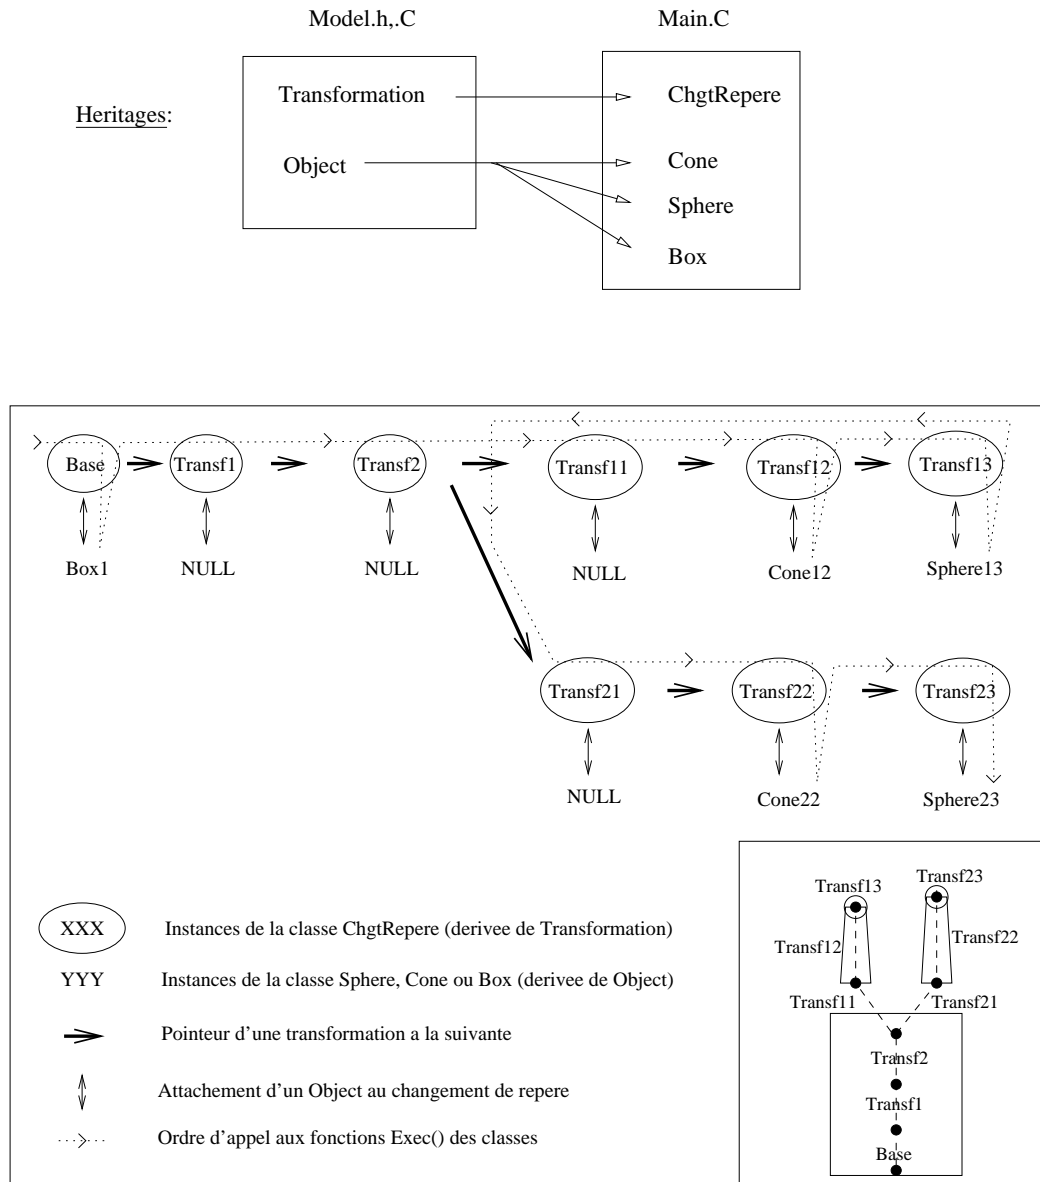 Model.h,.C
Main.C
Heritages:
Transformation
ChgtRepere
Object
Cone
Sphere
Box
Base
Transf1
Transf2
Transf11
Transf12
Transf13
Box1
NULL
NULL
NULL
Cone12
Sphere13
Transf21
Transf22
Transf23
NULL
Cone22
Sphere23
XXX
Instances de la classe ChgtRepere (derivee de Transformation)
YYY
Instances de la classe Sphere, Cone ou Box (derivee de Object)
Pointeur d'une transformation a la suivante
Attachement d'un Object au changement de repere
Ordre d'appel aux fonctions Exec() des classes
Transf13
Transf23
Transf12
Transf22
Transf11
Transf21
Transf2
Transf1
Base